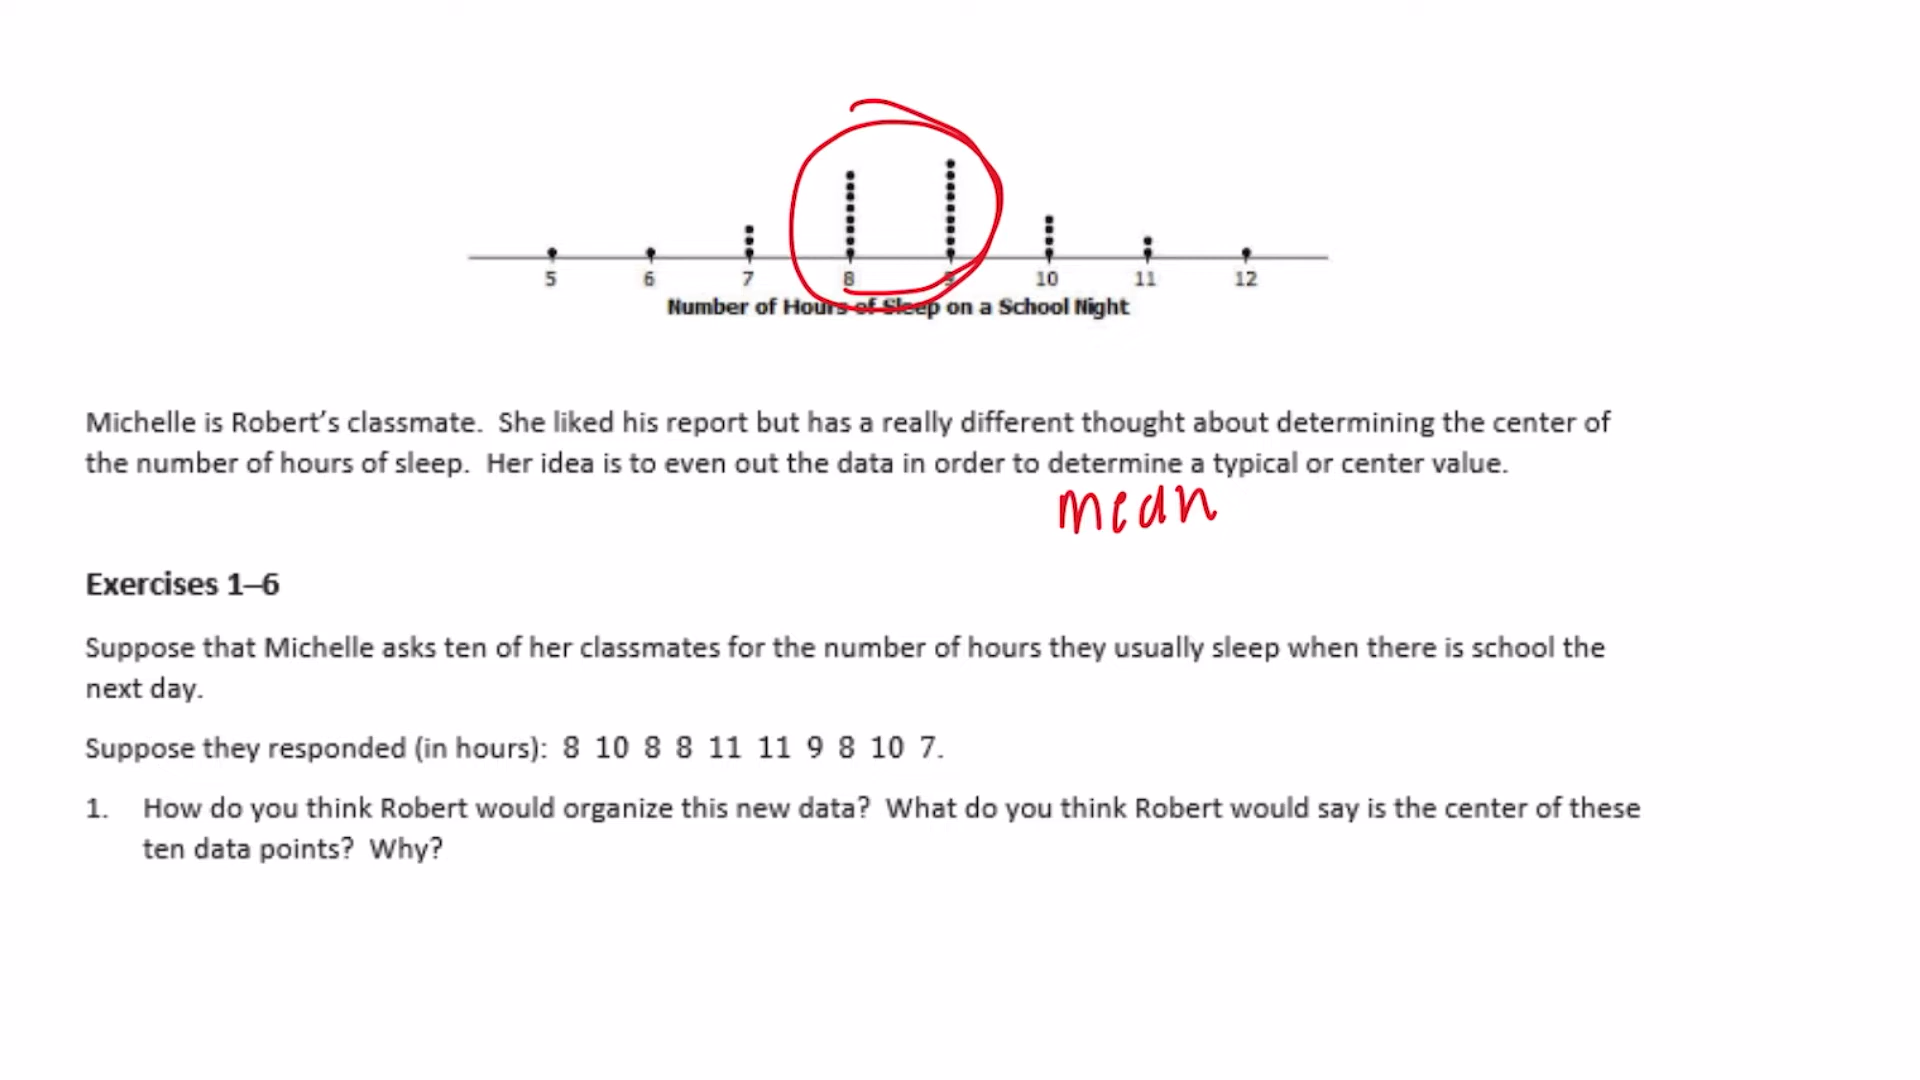 5 6 7 8 9 10 11 12
Number of Hours of Sleep on a School Night
Michelle is Robert’s classmate. She liked his report but has a really different thought about determining the center of
the number of hours of sleep. Her idea is to even out the data in order to determine a typical or center value.
mean
Exercises 1–6
Suppose that Michelle asks ten of her classmates for the number of hours they usually sleep when there is school the
next day.
Suppose they responded (in hours): 8 10 8 8 11 11 9 8 10 7.
1. How do you think Robert would organize this new data? What do you think Robert would say is the center of these
ten data points? Why?